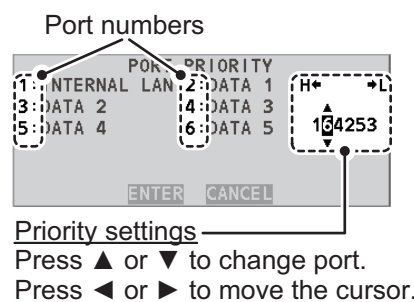 Port numbers
PORT PRIORITY
1:INTERNAL LAN 2:DATA 1 H← →L
3:DATA 2 4:DATA 3 ▲
5:DATA 4 6:DATA 5 164253
▼
ENTER CANCEL
Priority settings
Press ▲ or ▼ to change port.
Press ◄ or ► to move the cursor.